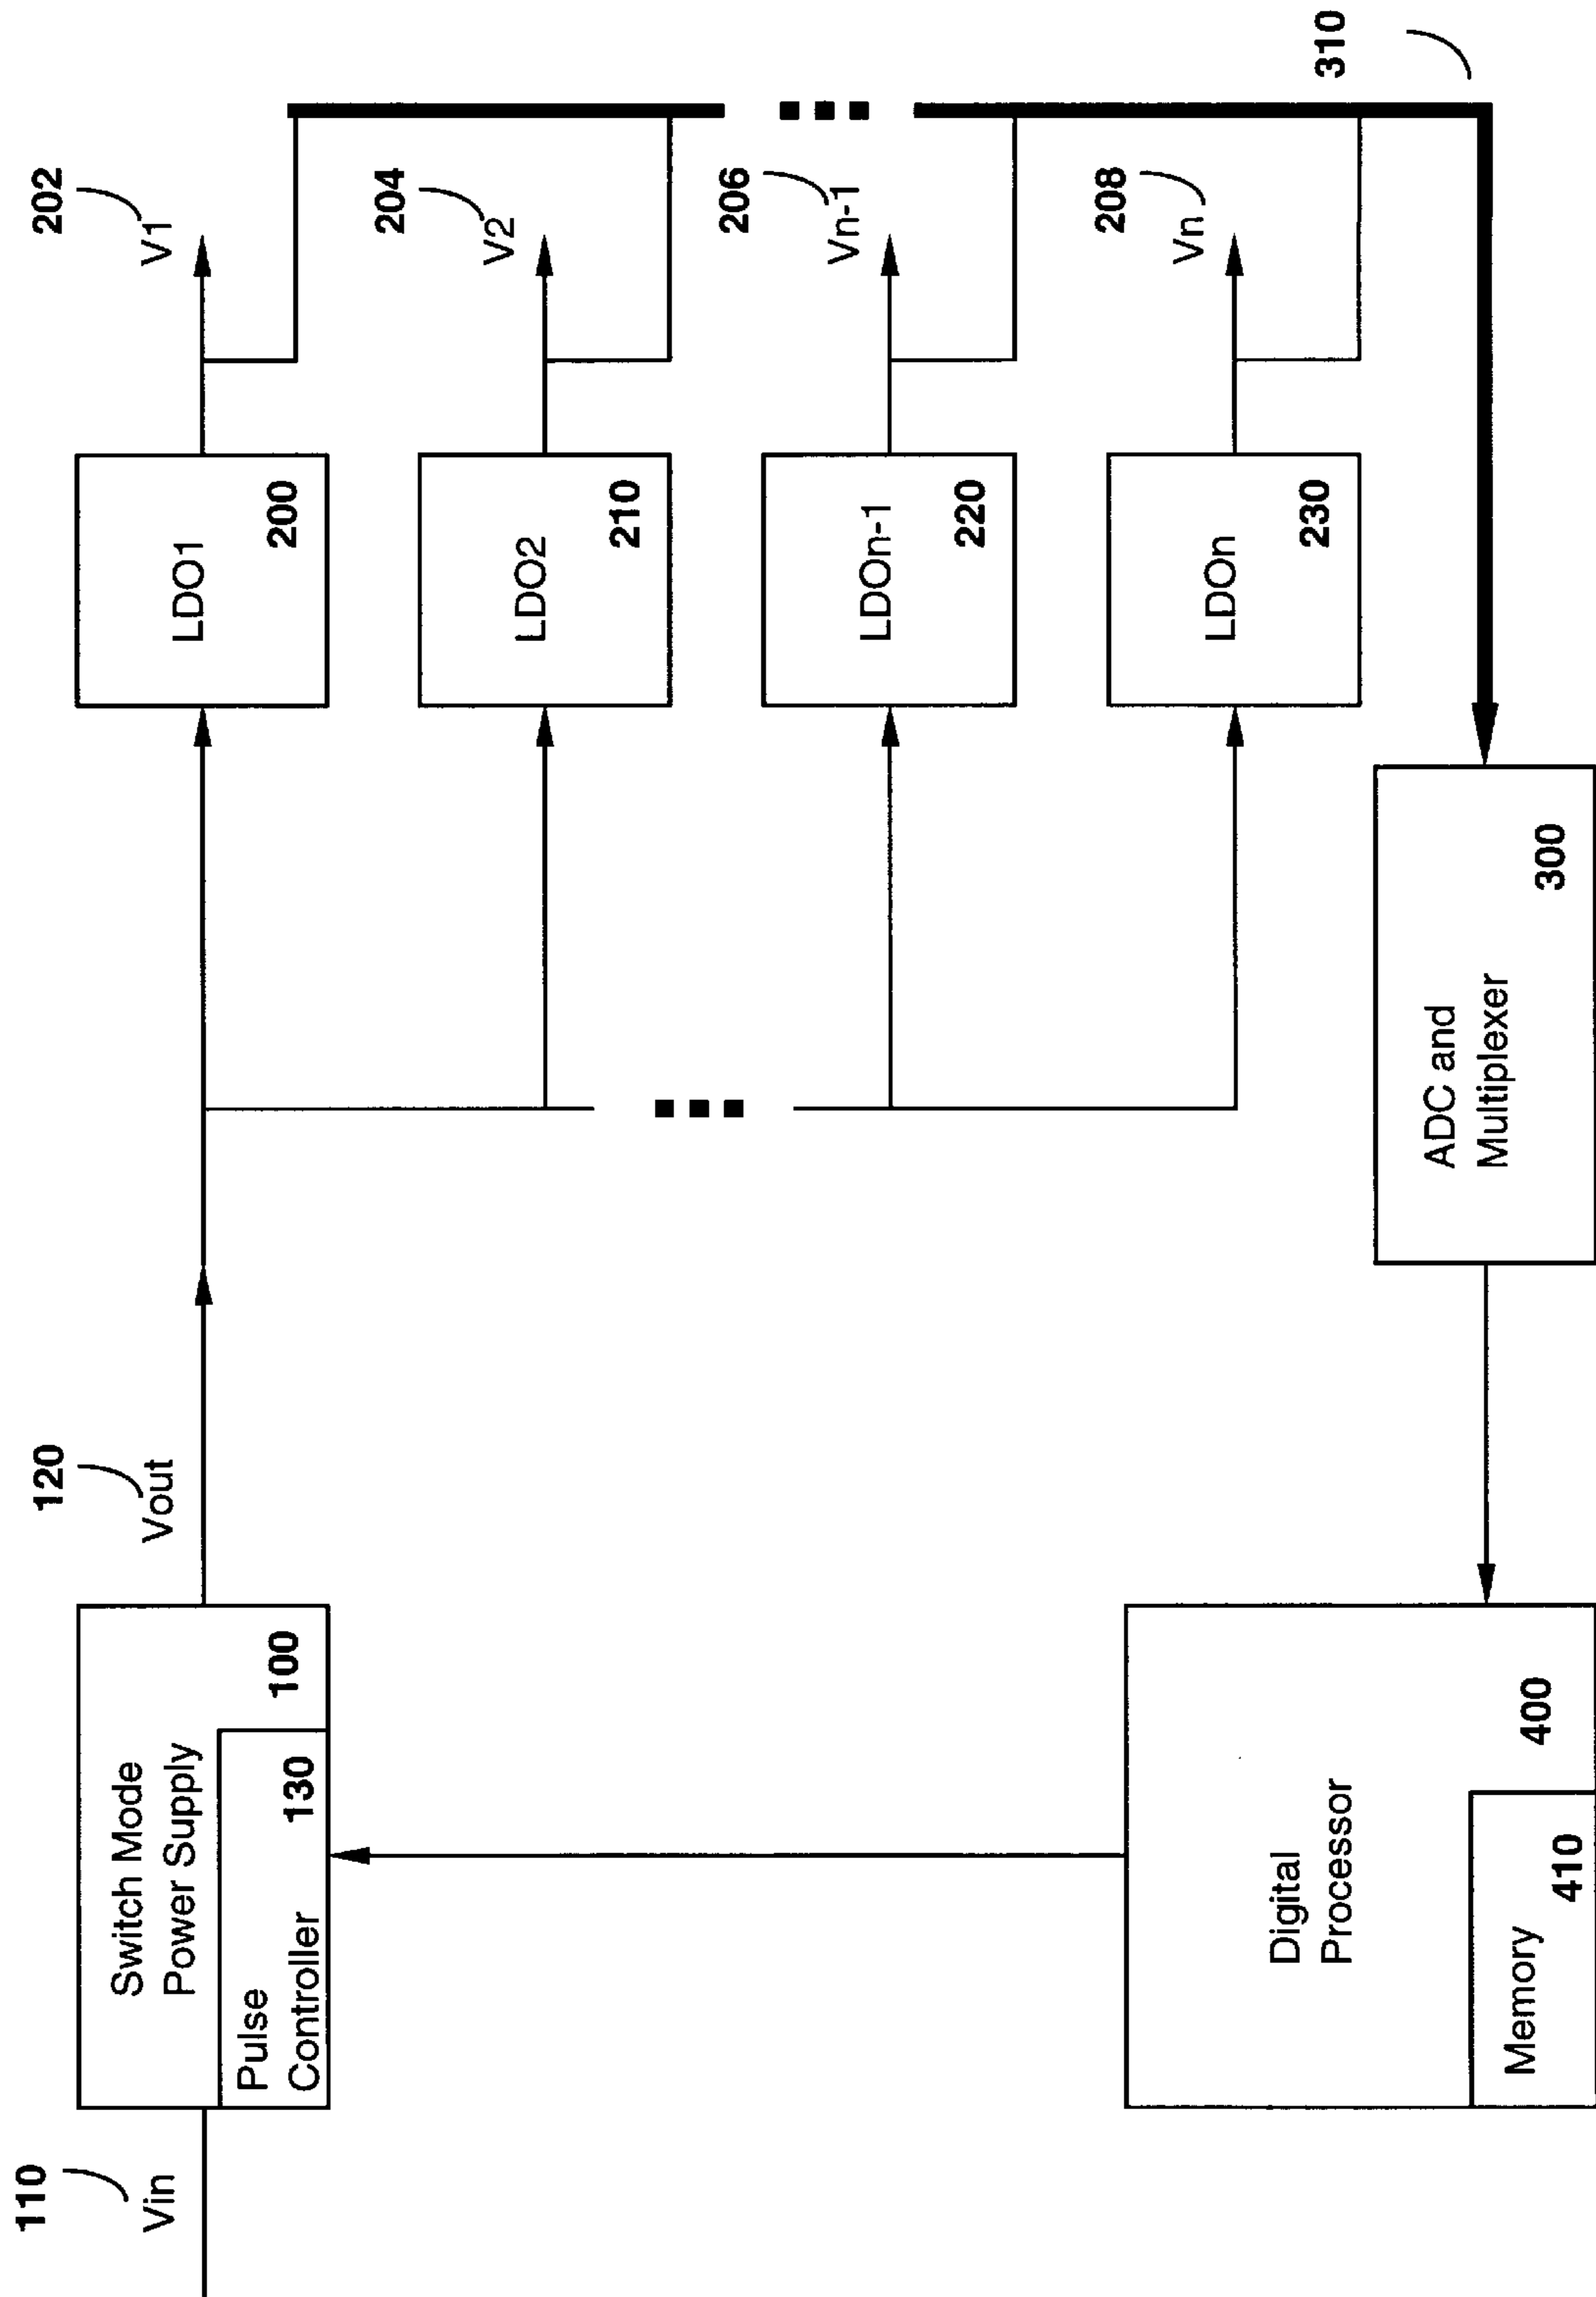 110
Vin
Switch Mode
Power Supply
100
Pulse
Controller
130
120
Vout
LDO1
200
202
V1
LDO2
210
204
V2
LDOn-1
220
206
Vn-1
LDOn
230
208
Vn
310
ADC and
Multiplexer
300
Digital
Processor
400
Memory
410